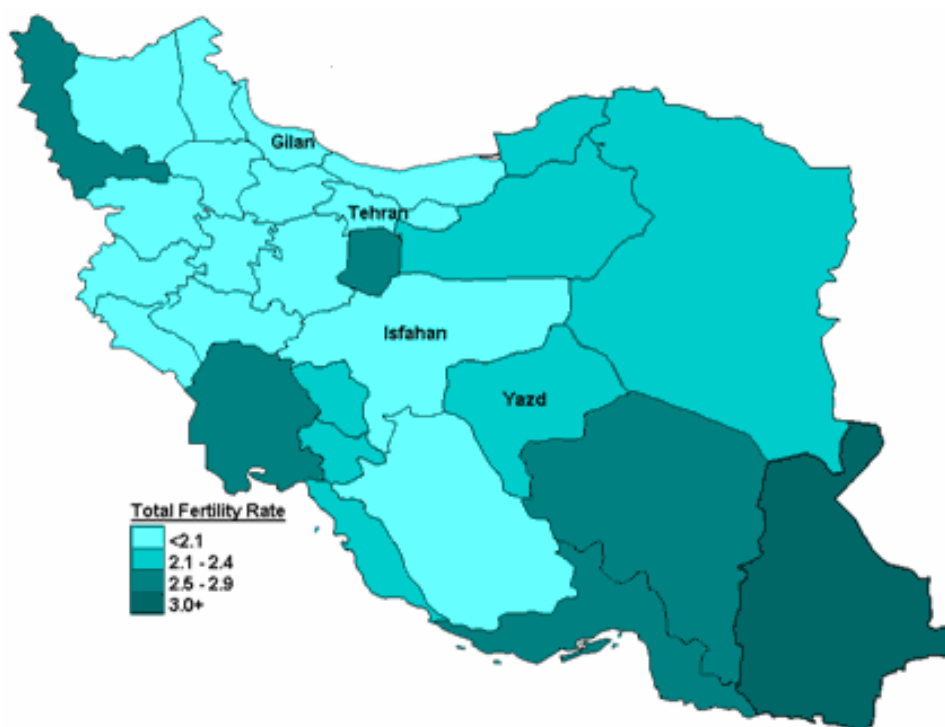 Gilan
Tehran
Isfahan
Yazd
Total Fertility Rate
<2.1
2.1 - 2.4
2.5 - 2.9
3.0+